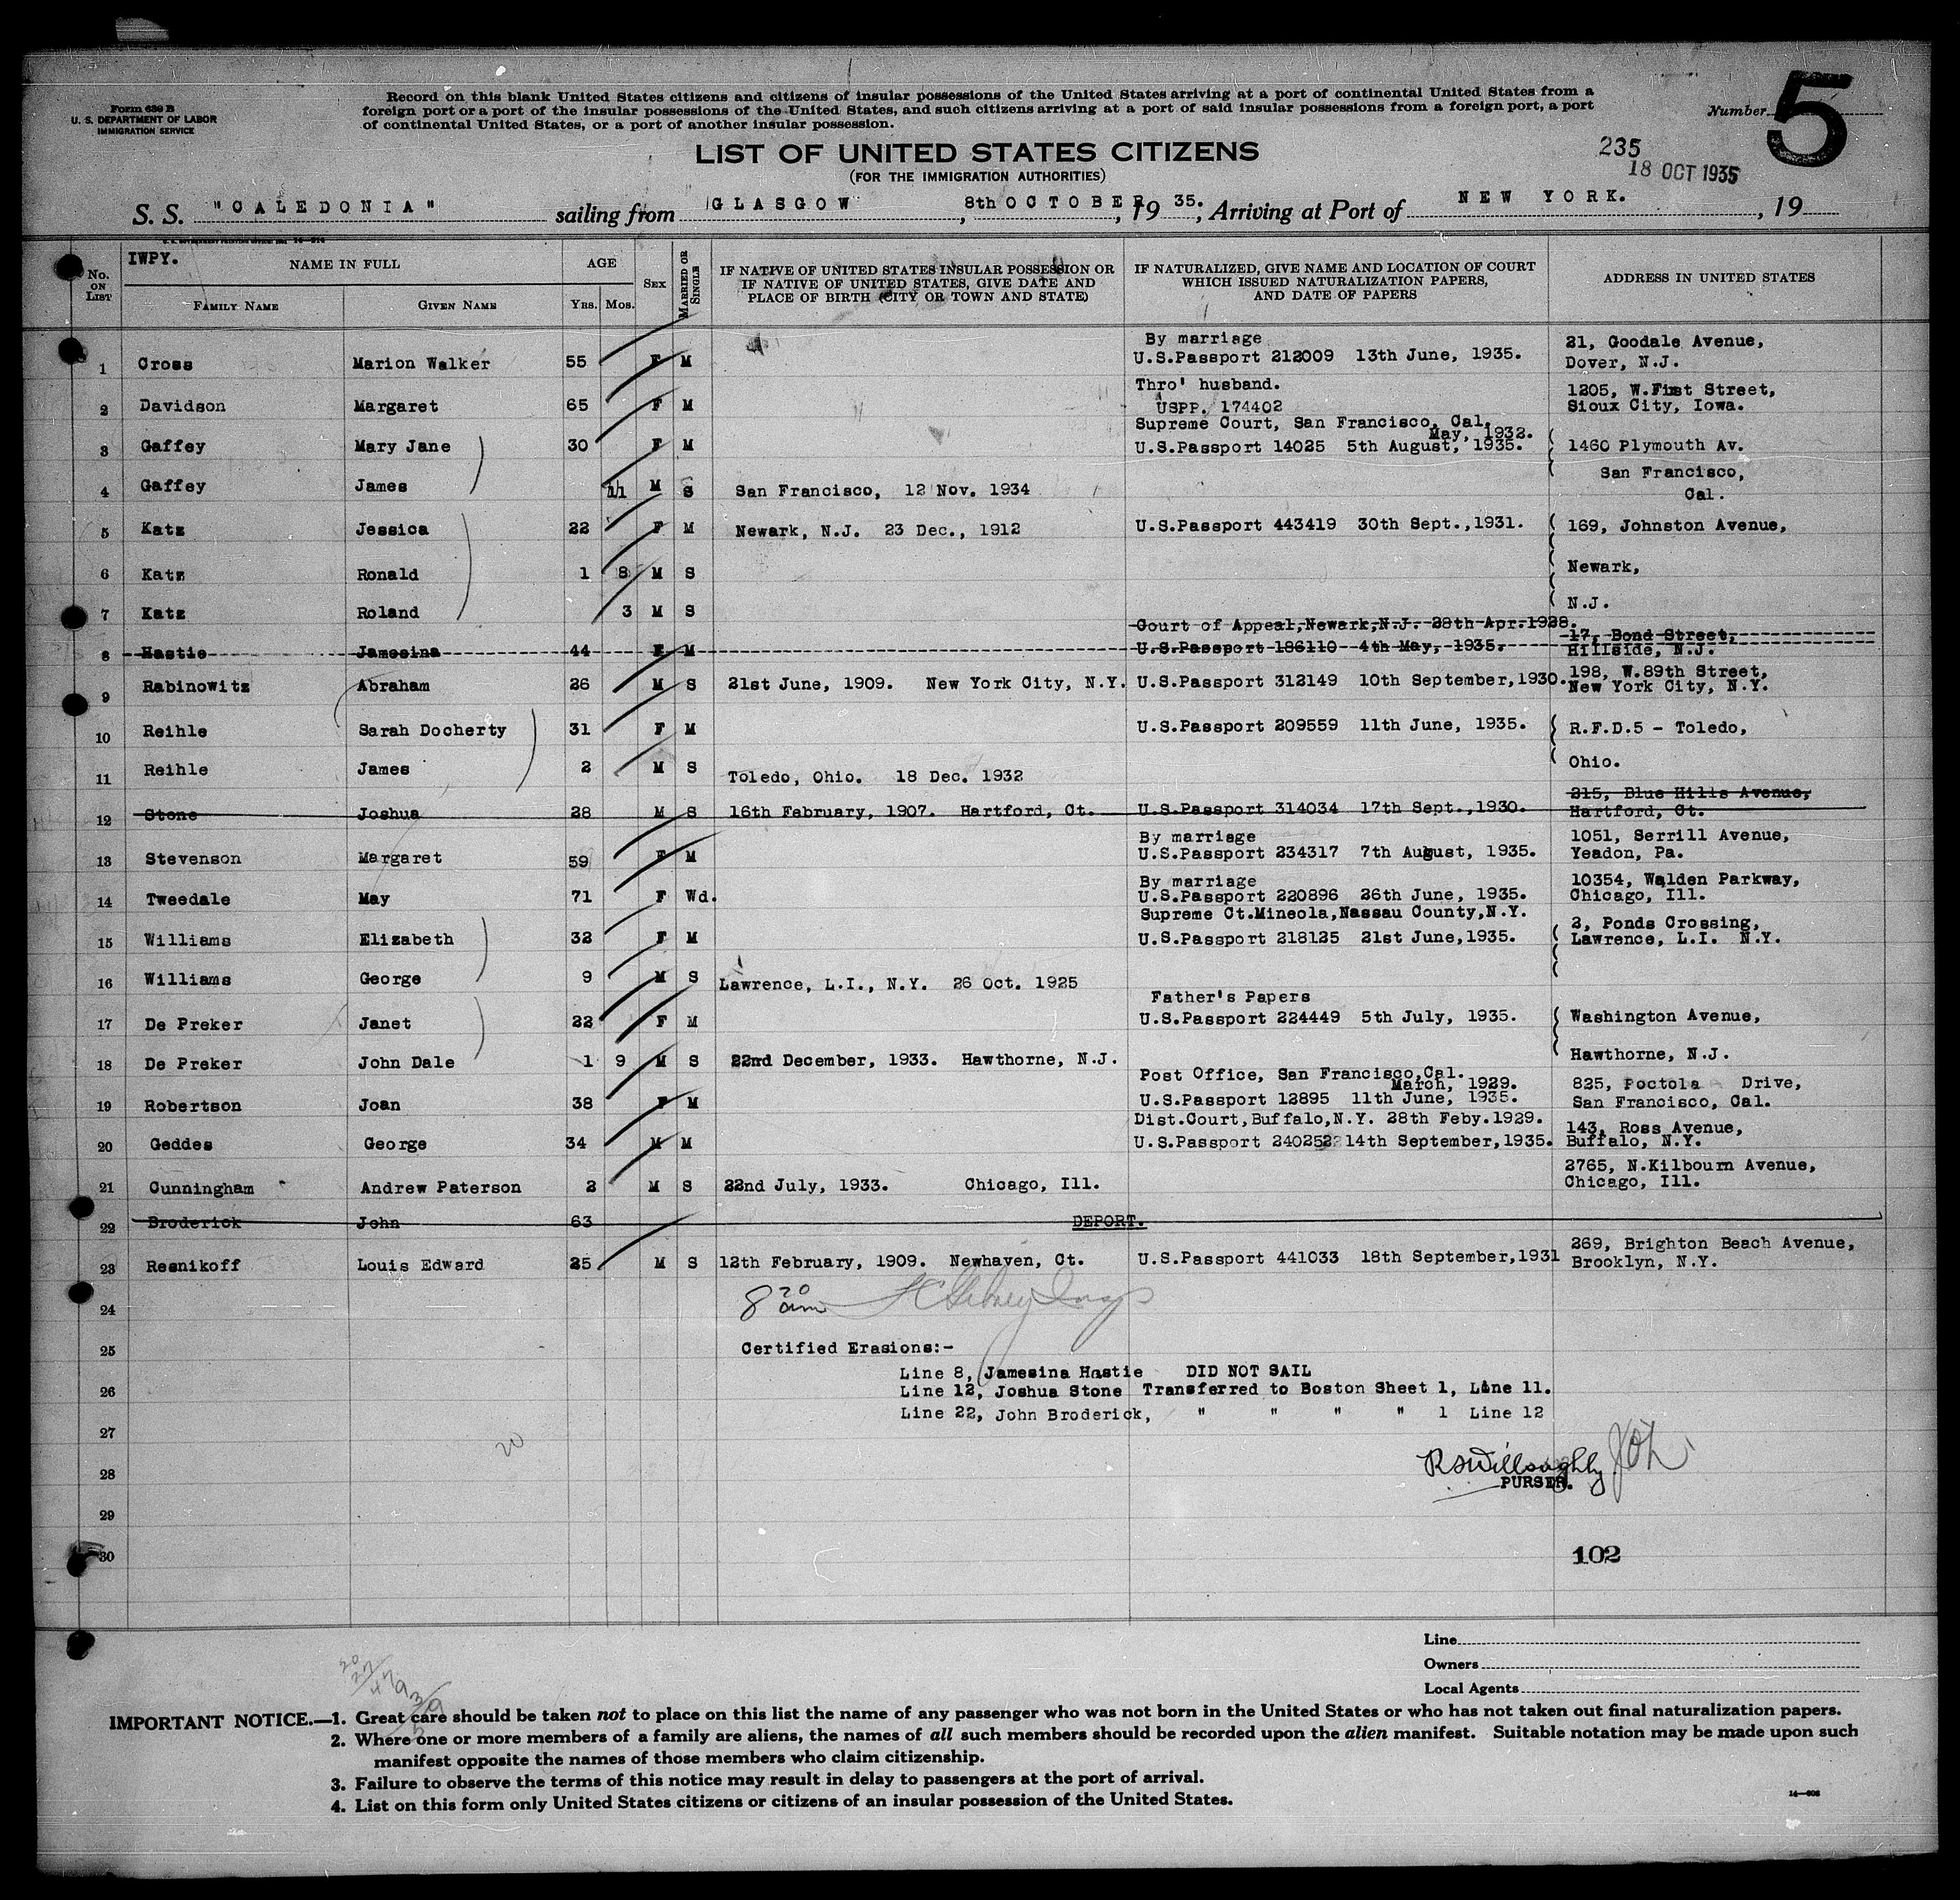 Form 630 B
U. S. DEPARTMENT OF LABOR
IMMIGRATION SERVICE
Record on this blank United States citizens and citizens of insular possessions of the United States arriving at a port of continental United States from a
foreign port or a port of the insular possessions of the United States, and such citizens arriving at a port of said insular possessions from a foreign port, a port
of continental United States, or a port of another insular possession.
Number 5
LIST OF UNITED STATES CITIZENS
(FOR THE IMMIGRATION AUTHORITIES)
235
18 OCT 1935
S. S. "CALEDONIA" sailing from GLASGOW, 8th OCTOBER, 19 35., Arriving at Port of NEW YORK., 19
No. ON LIST IWPY. NAME IN FULL AGE SEX MARRIED OR SINGLE IF NATIVE OF UNITED STATES INSULAR POSSESSION OR IF NATIVE OF UNITED STATES, GIVE DATE AND PLACE OF BIRTH (CITY OR TOWN AND STATE) IF NATURALIZED, GIVE NAME AND LOCATION OF COURT WHICH ISSUED NATURALIZATION PAPERS, AND DATE OF PAPERS ADDRESS IN UNITED STATES
FAMILY NAME GIVEN NAME YRS. MOS.
1 Cross Marion Walker 55 F M By marriage U.S.Passport 212009 13th June, 1935. 21, Goodale Avenue, Dover, N.J.
2 Davidson Margaret 65 F M Thro' husband. USPP. 174402 1205, W.First Street, Sioux City, Iowa.
3 Gaffey Mary Jane 30 F M Supreme Court, San Francisco, Cal. May, 1932. U.S.Passport 14025 5th August, 1935. 1460 Plymouth Av.
4 Gaffey James 11 M S San Francisco, 12 Nov. 1934 San Francisco, Cal.
5 Katz Jessica 22 F M Newark, N.J. 23 Dec., 1912 U.S.Passport 443419 30th Sept.,1931. 169, Johnston Avenue,
6 Katz Ronald 1 8 M S Newark,
7 Katz Roland 3 M S N.J.
8 Hastie Jamesina 44 F M Court of Appeal,Newark,N.J. 28th Apr.1928. U.S.Passport 186110 4th May, 1935. 17, Bond Street, Hillside, N.J.
9 Rabinowitz Abraham 26 M S 21st June, 1909. New York City, N.Y. U.S.Passport 312149 10th September,1930. 198, W.89th Street, New York City, N.Y.
10 Reihle Sarah Docherty 31 F M U.S.Passport 209559 11th June, 1935. R.F.D.5 - Toledo,
11 Reihle James 2 M S Toledo, Ohio. 18 Dec. 1932 Ohio.
12 Stone Joshua 28 M S 16th February, 1907. Hartford, Ct. U.S.Passport 314034 17th Sept.,1930. 215, Blue Hills Avenue, Hartford, Ct.
13 Stevenson Margaret 59 F M By marriage U.S.Passport 234317 7th August, 1935. 1051, Serrill Avenue, Yeadon, Pa.
14 Tweedale May 71 F Wd. By marriage U.S.Passport 220896 26th June, 1935. 10354, Walden Parkway, Chicago, Ill.
15 Williams Elizabeth 32 F M Supreme Ct.Mineola,Nassau County,N.Y. U.S.Passport 218125 21st June,1935. 2, Ponds Crossing, Lawrence, L.I. N.Y.
16 Williams George 9 M S Lawrence, L.I., N.Y. 26 Oct. 1925
17 De Preker Janet 22 F M Father's Papers U.S.Passport 224449 5th July, 1935. Washington Avenue,
18 De Preker John Dale 1 9 M S 22nd December, 1933. Hawthorne, N.J. Hawthorne, N.J.
19 Robertson Joan 38 F M Post Office, San Francisco,Cal. March, 1929. U.S.Passport 12895 11th June, 1935. 825, Poctola Drive, San Francisco, Cal.
20 Geddes George 34 M M Dist.Court,Buffalo,N.Y. 28th Feby.1929. U.S.Passport 240252 14th September,1935. 143, Ross Avenue, Buffalo, N.Y.
21 Cunningham Andrew Paterson 2 M S 22nd July, 1933. Chicago, Ill. 2765, N.Kilbourn Avenue, Chicago, Ill.
22 Broderick John 63 DEPORT.
23 Resnikoff Louis Edward 25 M S 12th February, 1909. Newhaven, Ct. U.S.Passport 441033 18th September,1931 269, Brighton Beach Avenue, Brooklyn, N.Y.
24 8 20 am
25 Certified Erasions:-
Line 8, Jamesina Hastie DID NOT SAIL
26 Line 12, Joshua Stone Transferred to Boston Sheet 1, Line 11.
Line 22, John Broderick, " " " " 1 Line 12
27
20
28 RSWilloughby
PURSER.
29
30 102
Line
Owners
Local Agents
IMPORTANT NOTICE.—1. Great care should be taken not to place on this list the name of any passenger who was not born in the United States or who has not taken out final naturalization papers.
2. Where one or more members of a family are aliens, the names of all such members should be recorded upon the alien manifest. Suitable notation may be made upon such
manifest opposite the names of those members who claim citizenship.
3. Failure to observe the terms of this notice may result in delay to passengers at the port of arrival.
4. List on this form only United States citizens or citizens of an insular possession of the United States.